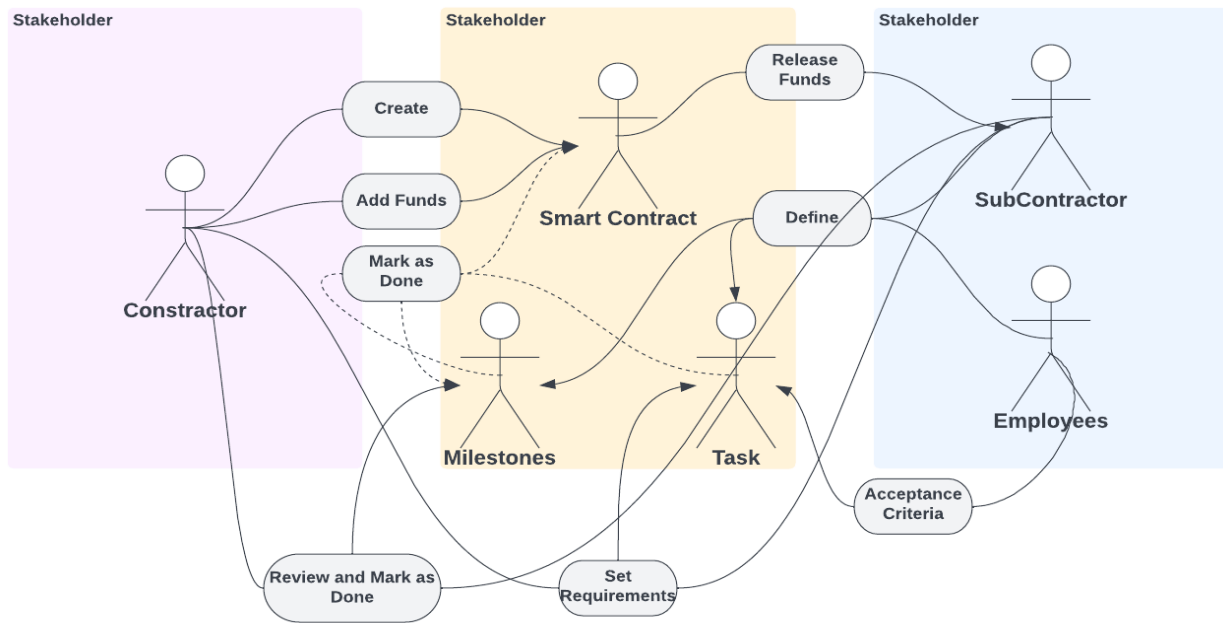 Stakeholder
Stakeholder
Stakeholder
Release
Funds
Create
Add Funds
SubContractor
Smart Contract
Define
Mark as
Done
Constractor
Employees
Milestones
Task
Acceptance
Criteria
Review and Mark as
Done
Set
Requirements